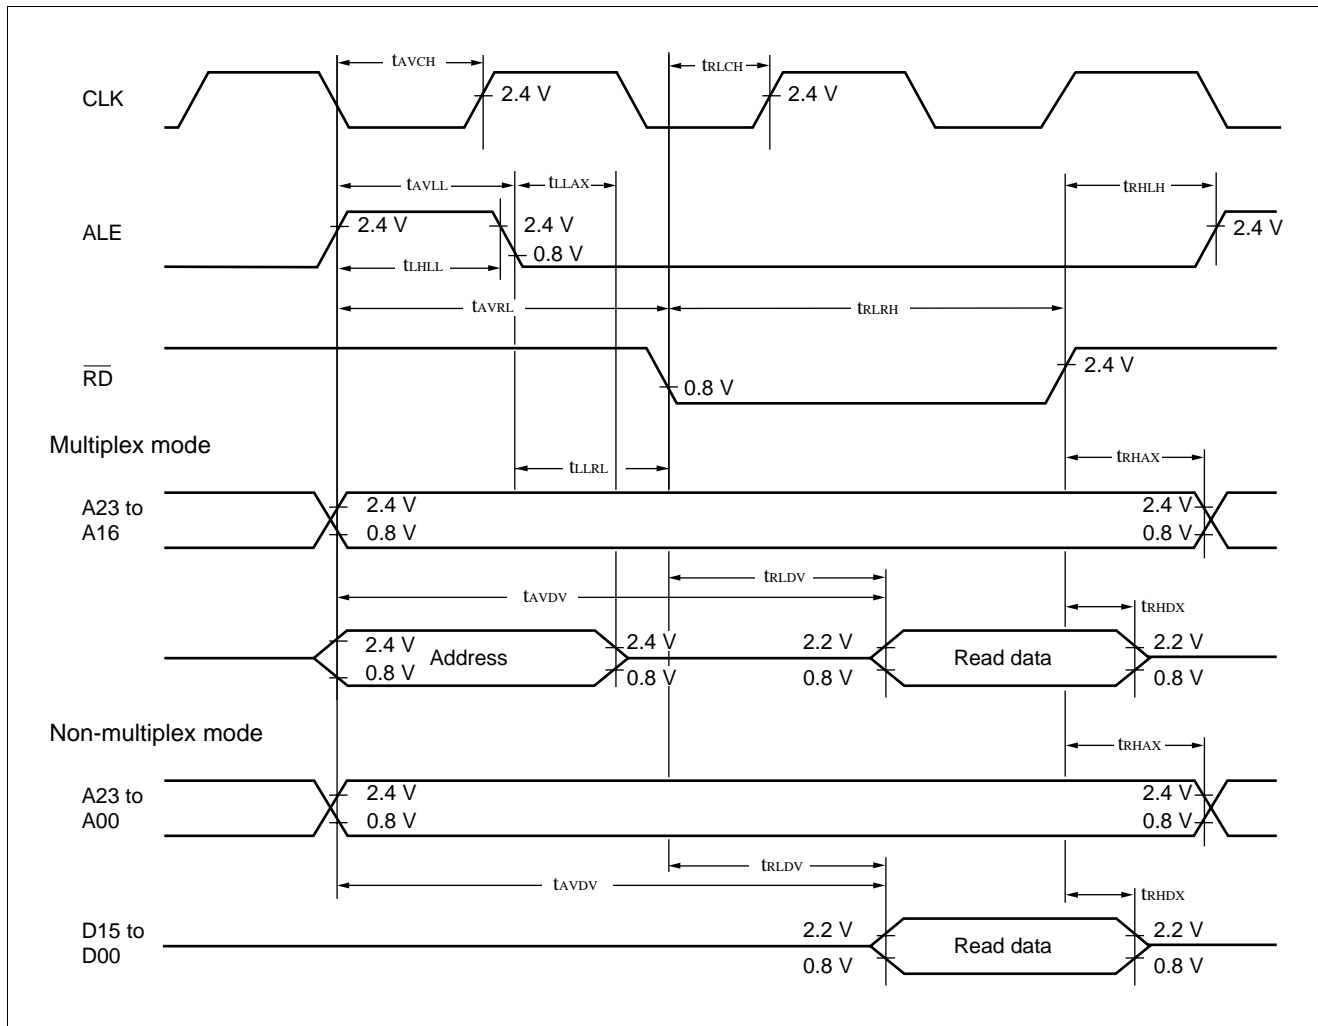 tAVCH
tRLCH
CLK
2.4 V
2.4 V
tAVLL
tLLAX
tRHLH
ALE
2.4 V
2.4 V
2.4 V
0.8 V
tLHLL
tAVRL
tRLRH
RD
2.4 V
0.8 V
Multiplex mode
tLLRL
tRHAX
A23 to
A16
2.4 V
2.4 V
0.8 V
0.8 V
tRLDV
tAVDV
tRHDX
2.4 V
Address
2.4 V
2.2 V
Read data
2.2 V
0.8 V
0.8 V
0.8 V
0.8 V
Non-multiplex mode
tRHAX
A23 to
A00
2.4 V
2.4 V
0.8 V
0.8 V
tRLDV
tAVDV
tRHDX
D15 to
D00
2.2 V
Read data
2.2 V
0.8 V
0.8 V